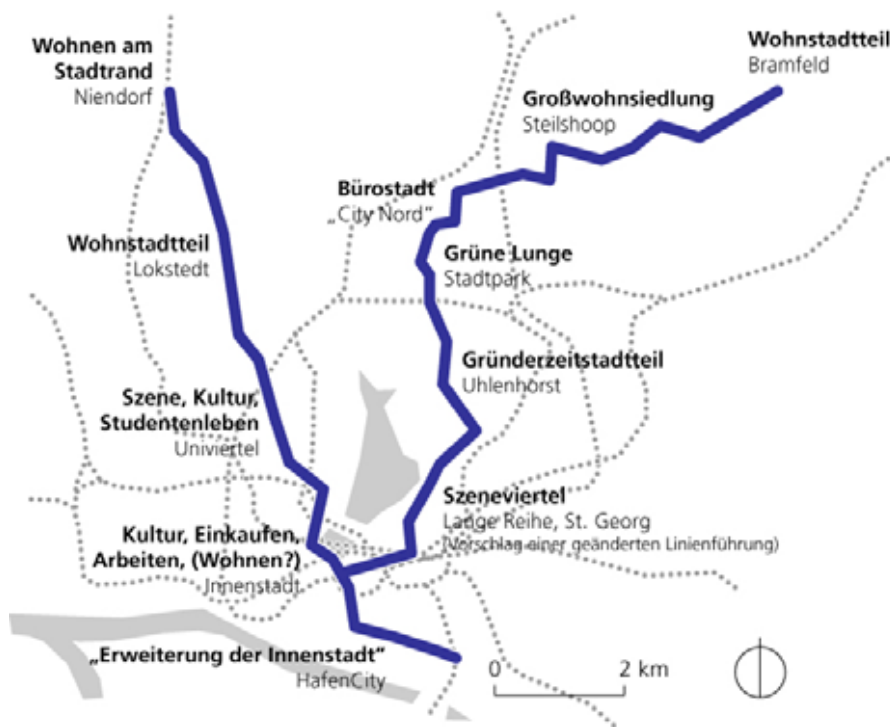 Wohnen am
Stadtrand
Niendorf
Wohnstadtteil
Bramfeld
Großwohnsiedlung
Steilshoop
Bürostadt
„City Nord“
Wohnstadtteil
Lokstedt
Grüne Lunge
Stadtpark
Gründerzeitstadtteil
Uhlenhorst
Szene, Kultur,
Studentenleben
Univiertel
Szeneviertel
Lange Reihe, St. Georg
(Vorschlag einer geänderten Linienführung)
Kultur, Einkaufen,
Arbeiten, (Wohnen?)
Innenstadt
„Erweiterung der Innenstadt“
HafenCity
0 2 km